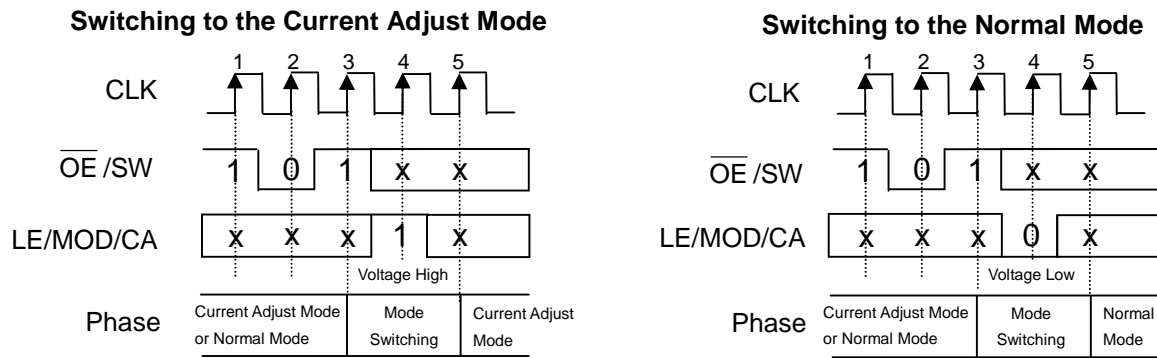 Switching to the Current Adjust Mode
CLK
1 2 3 4 5
OE/SW
1 0 1 x x
LE/MOD/CA
x x x 1 x
Voltage High
Phase
Current Adjust Mode
or Normal Mode
Mode
Switching
Current Adjust
Mode
Switching to the Normal Mode
CLK
1 2 3 4 5
OE/SW
1 0 1 x x
LE/MOD/CA
x x x 0 x
Voltage Low
Phase
Current Adjust Mode
or Normal Mode
Mode
Switching
Normal
Mode